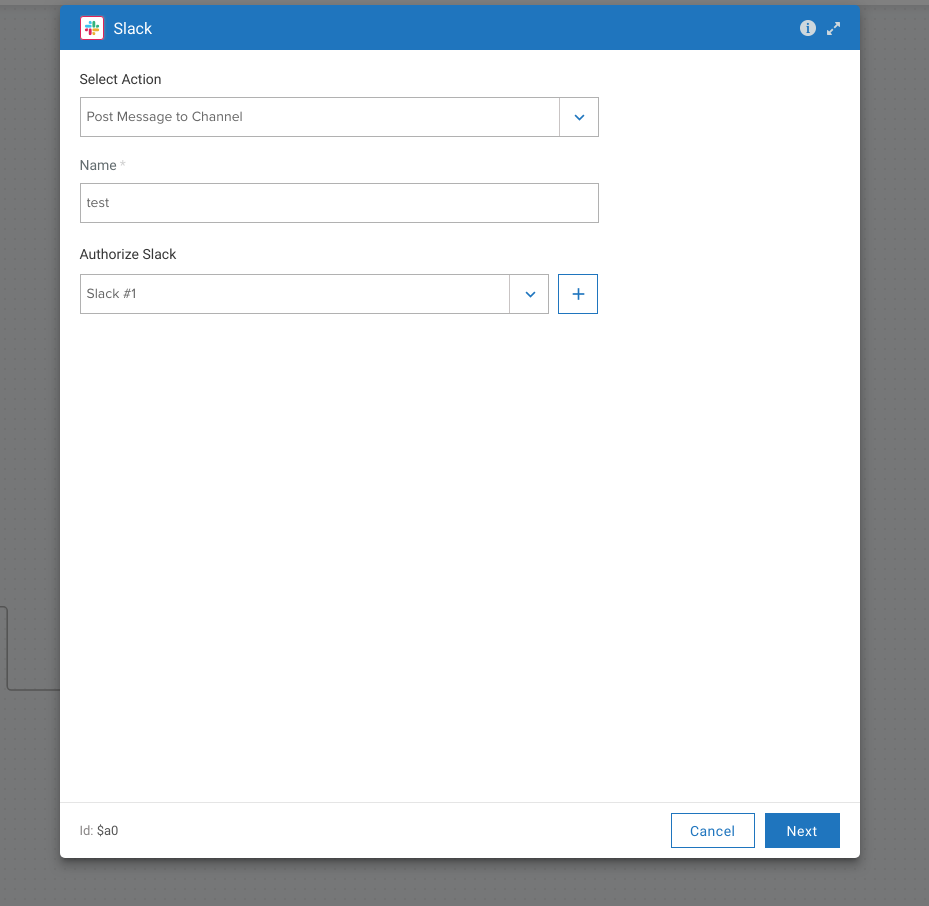 Slack
Select Action
Post Message to Channel
Name *
test
Authorize Slack
Slack #1
Id: $a0
Cancel
Next